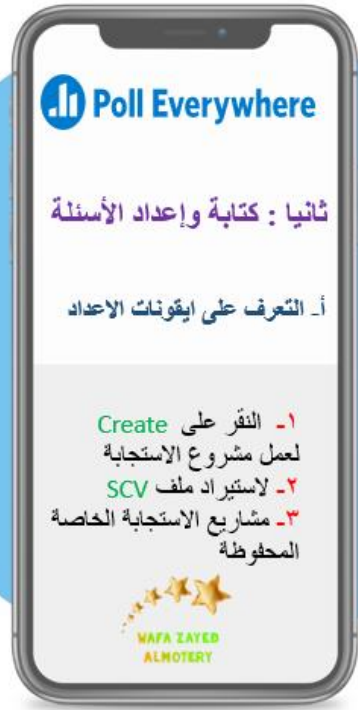 Poll Everywhere
ثانيا : كتابة وإعداد الأسئلة
أ- التعرف على ايقونات الاعداد
١- النقر على Create
لعمل مشروع الاستجابة
٢- لاستيراد ملف SCV
٣- مشاريع الاستجابة الخاصة
المحفوظة
WAFA ZAYED
ALMOTERY